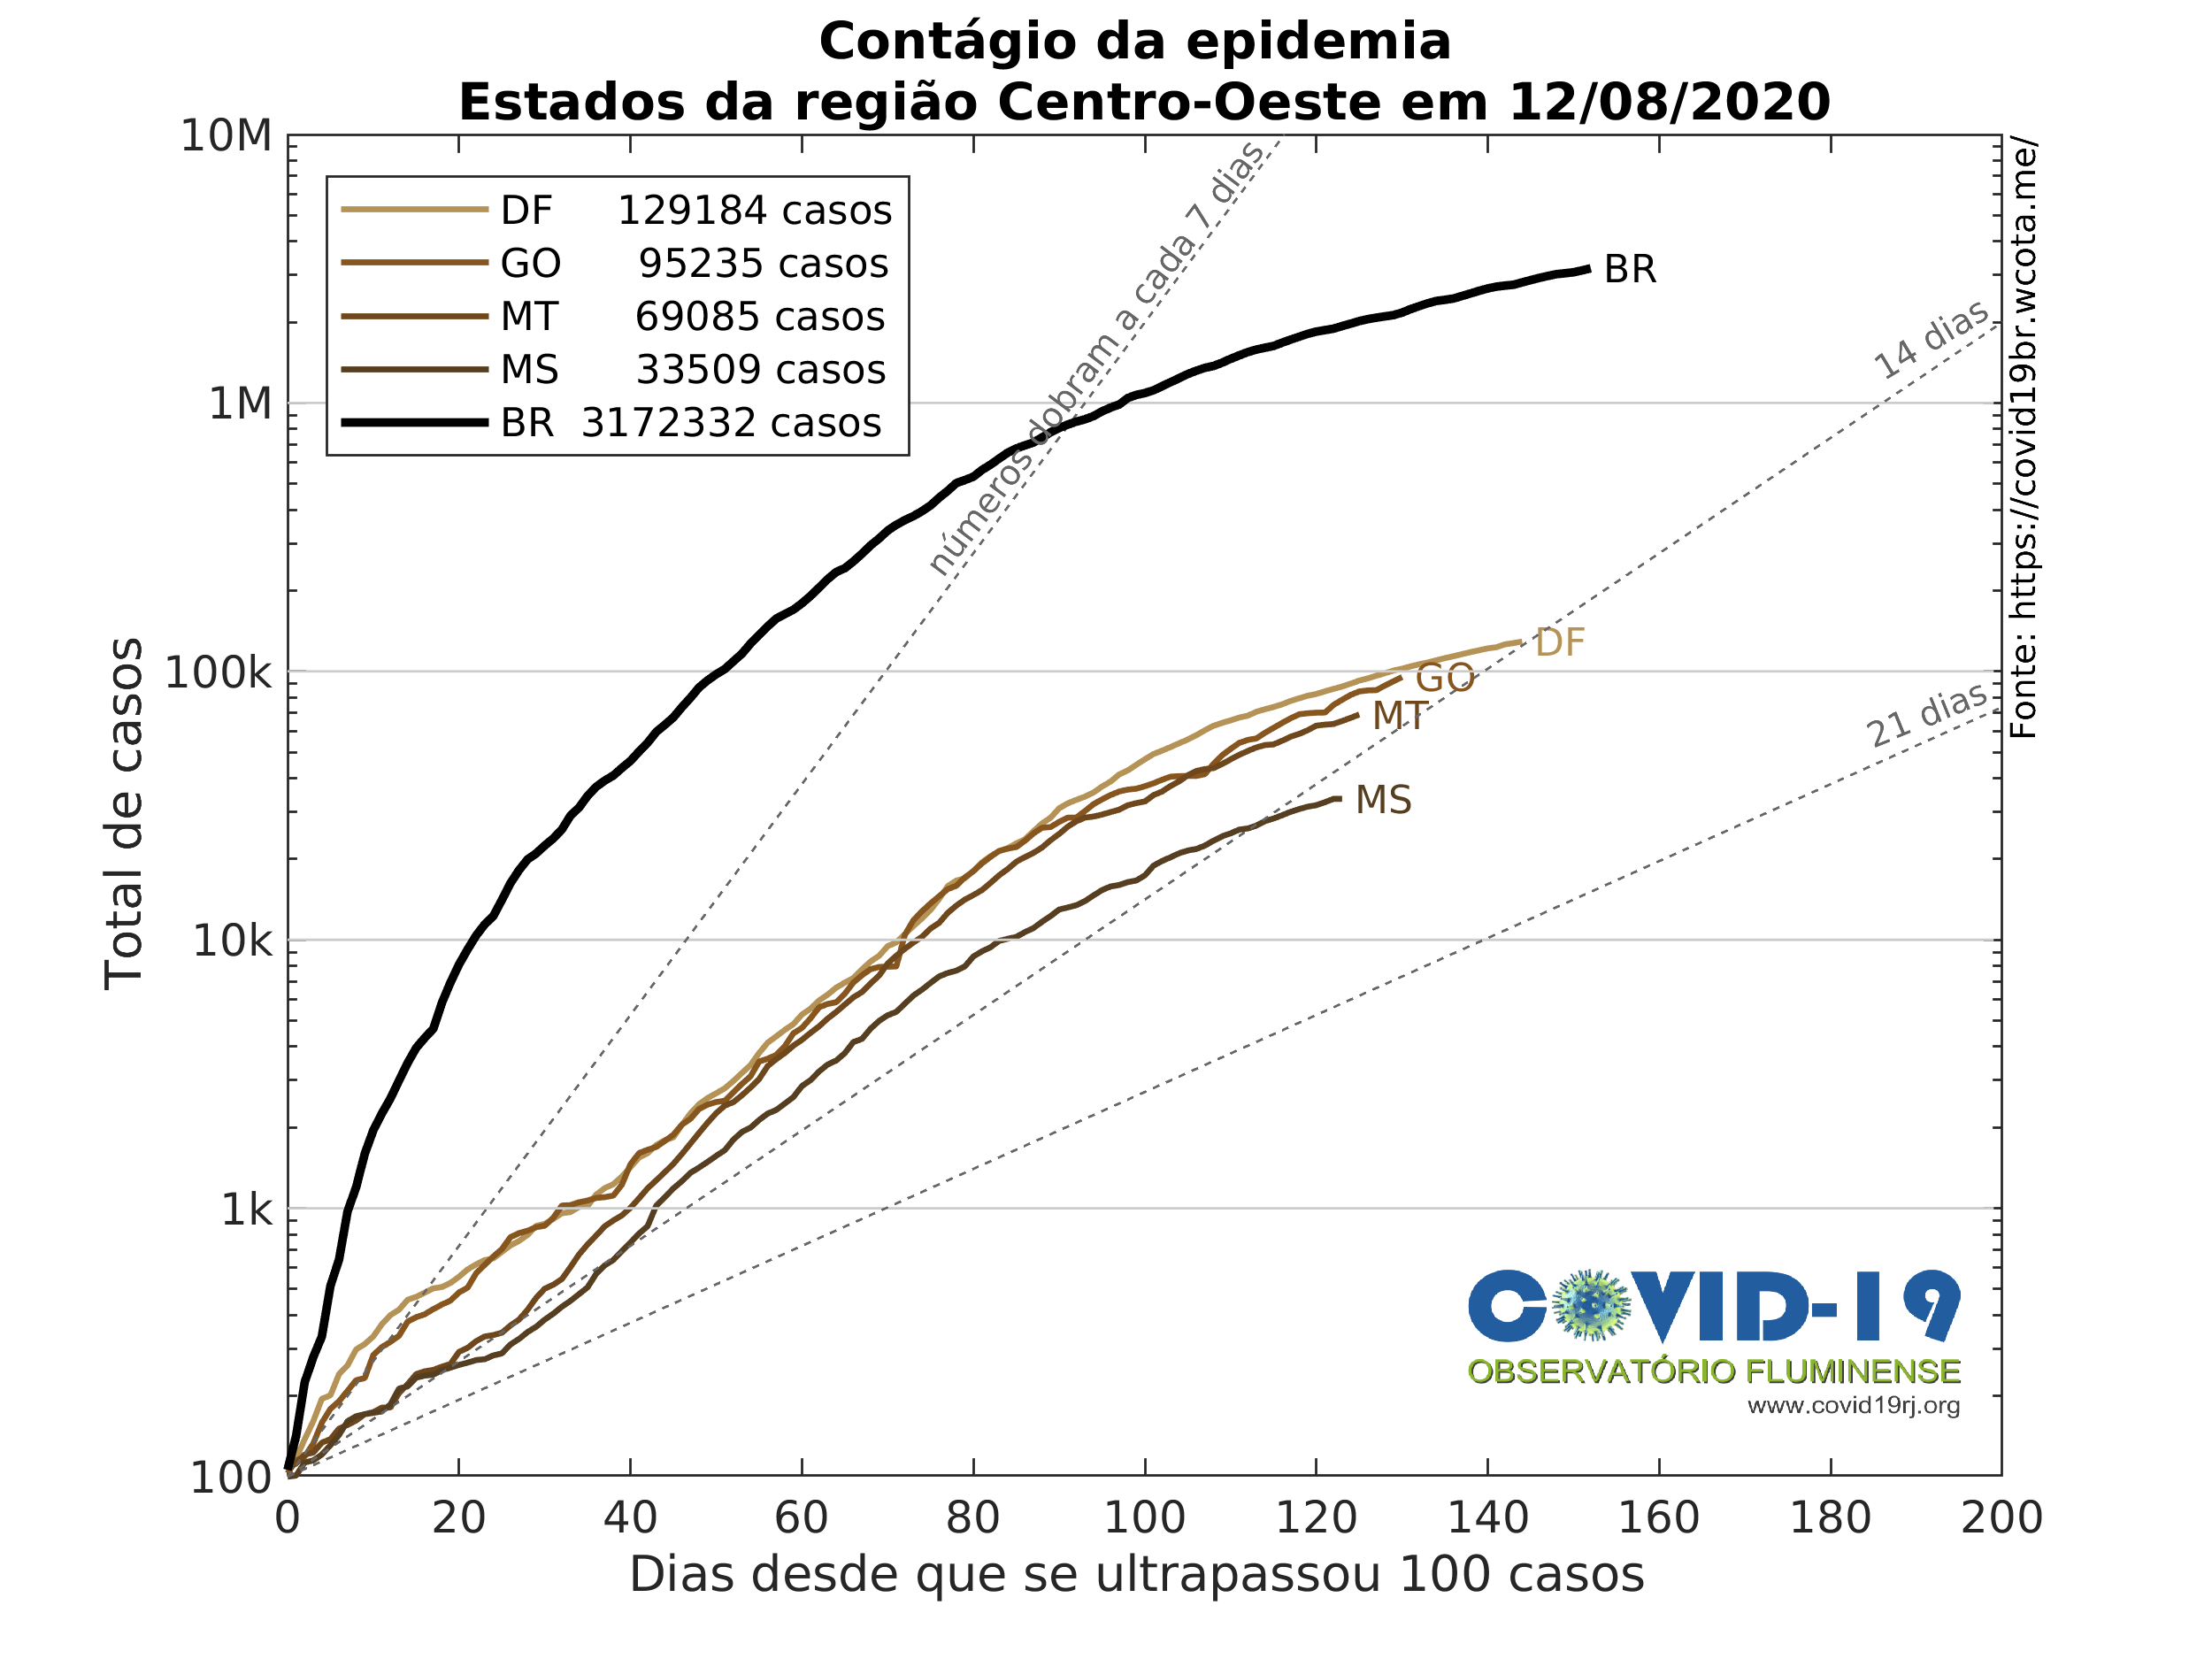 Contágio da epidemia
Estados da região Centro-Oeste em 12/08/2020
10M
1M
100k
10k
1k
100
Total de casos
DF 129184 casos
GO 95235 casos
MT 69085 casos
MS 33509 casos
BR 3172332 casos
números dobram a cada 7 dias
14 dias
21 dias
BR
DF
GO
MT
MS
Fonte: https://covid19br.wcota.me/
COVID-19
OBSERVATÓRIO FLUMINENSE
www.covid19rj.org
0 20 40 60 80 100 120 140 160 180 200
Dias desde que se ultrapassou 100 casos